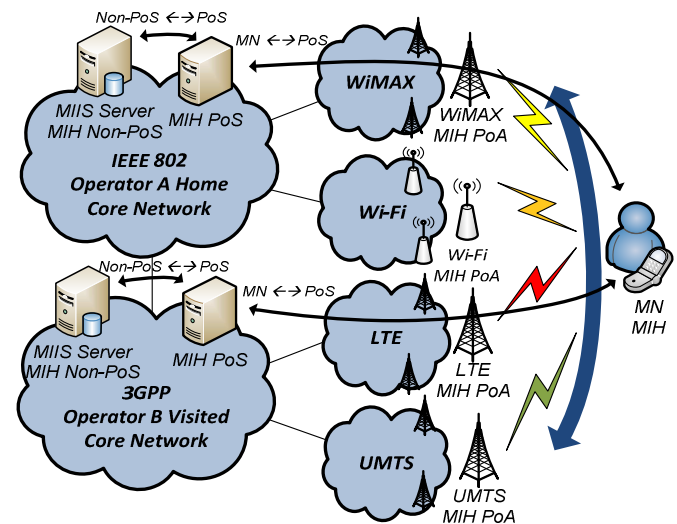 Non-PoS ←→PoS
MN ←→PoS
MIIS Server
MIH Non-PoS
MIH PoS
IEEE 802
Operator A Home
Core Network
WiMAX
WiMAX
MIH PoA
Wi-Fi
Wi-Fi
MIH PoA
MN
MIH
Non-PoS ←→PoS
MN ←→PoS
MIIS Server
MIH Non-PoS
MIH PoS
3GPP
Operator B Visited
Core Network
LTE
LTE
MIH PoA
UMTS
UMTS
MIH PoA